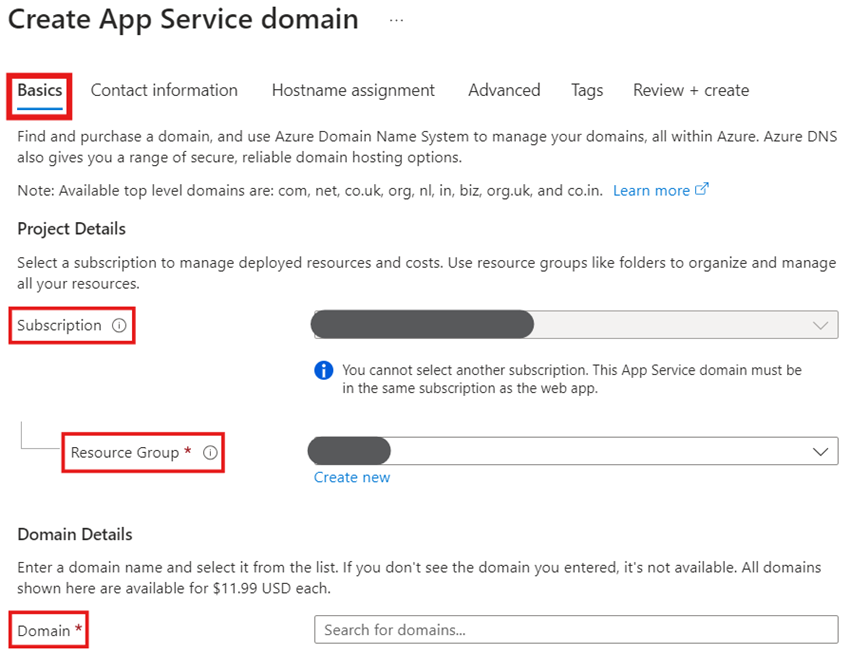 Create App Service domain ...
Basics Contact information Hostname assignment Advanced Tags Review + create
Find and purchase a domain, and use Azure Domain Name System to manage your domains, all within Azure. Azure DNS
also gives you a range of secure, reliable domain hosting options.
Note: Available top level domains are: com, net, co.uk, org, nl, in, biz, org.uk, and co.in. Learn more
Project Details
Select a subscription to manage deployed resources and costs. Use resource groups like folders to organize and manage
all your resources.
Subscription
You cannot select another subscription. This App Service domain must be
in the same subscription as the web app.
Resource Group *
Create new
Domain Details
Enter a domain name and select it from the list. If you don't see the domain you entered, it's not available. All domains
shown here are available for $11.99 USD each.
Domain *
Search for domains...